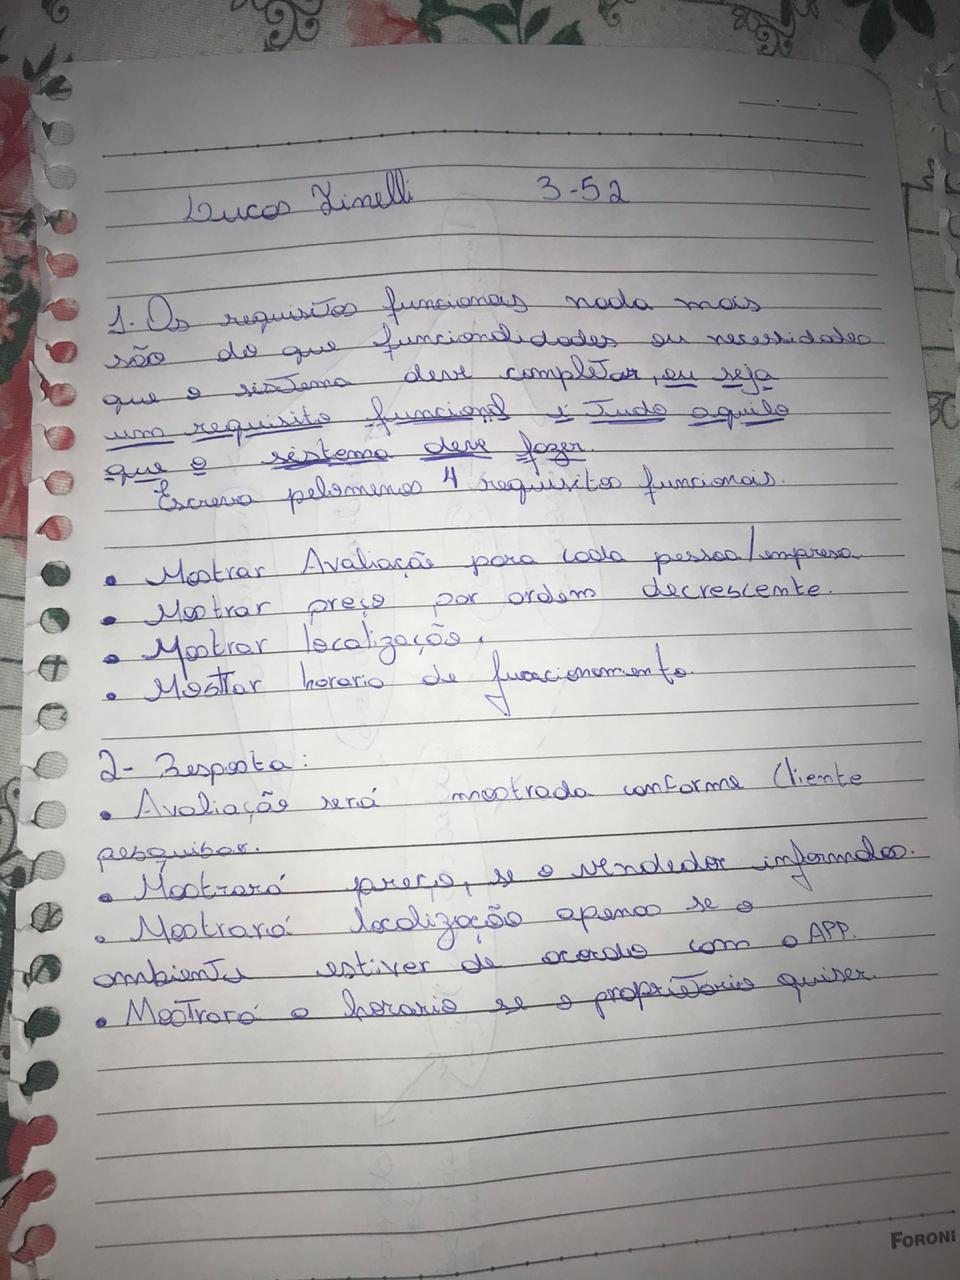 Lucas Zinelli 3-52
1. Os requisitos funcionais nada mais
são do que funcionalidades ou necessidades
que o sistema deve completar, ou seja
um requisito funcional é tudo aquilo
que o sistema deve fazer.
Escreva pelomenos 4 requisitos funcionais.
• Mostrar Avaliação para cada pessoa/empresa
• Mostrar preço por ordem decrescente.
• Mostrar localização.
• Mostrar horario de funcionamento.
2- Resposta:
• Avaliação será mostrada conforme Cliente
pesquisar.
• Mostrará preço, se o vendedor informalos.
• Mostrará localização apenas se o
ambiente estiver de acordo com o APP.
• Mostrará o horario se o proprietário quiser.
FORONI